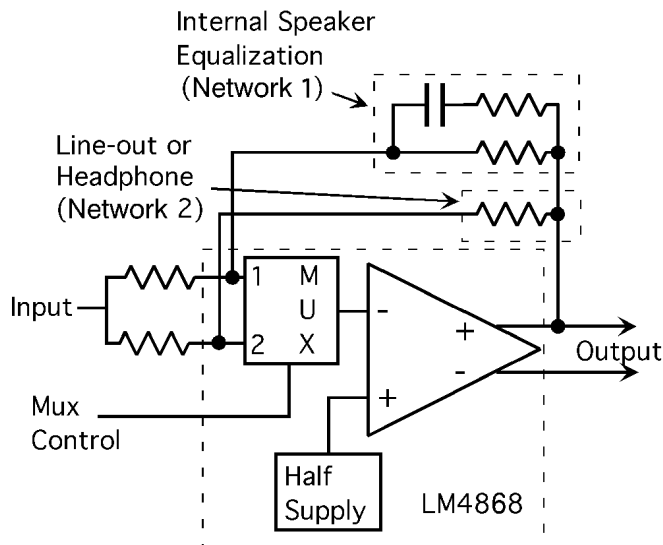 Internal Speaker
Equalization
(Network 1)
Line-out or
Headphone
(Network 2)
Input
1 M
U
2 X
-
+
+
-
Output
Mux
Control
Half
Supply
LM4868